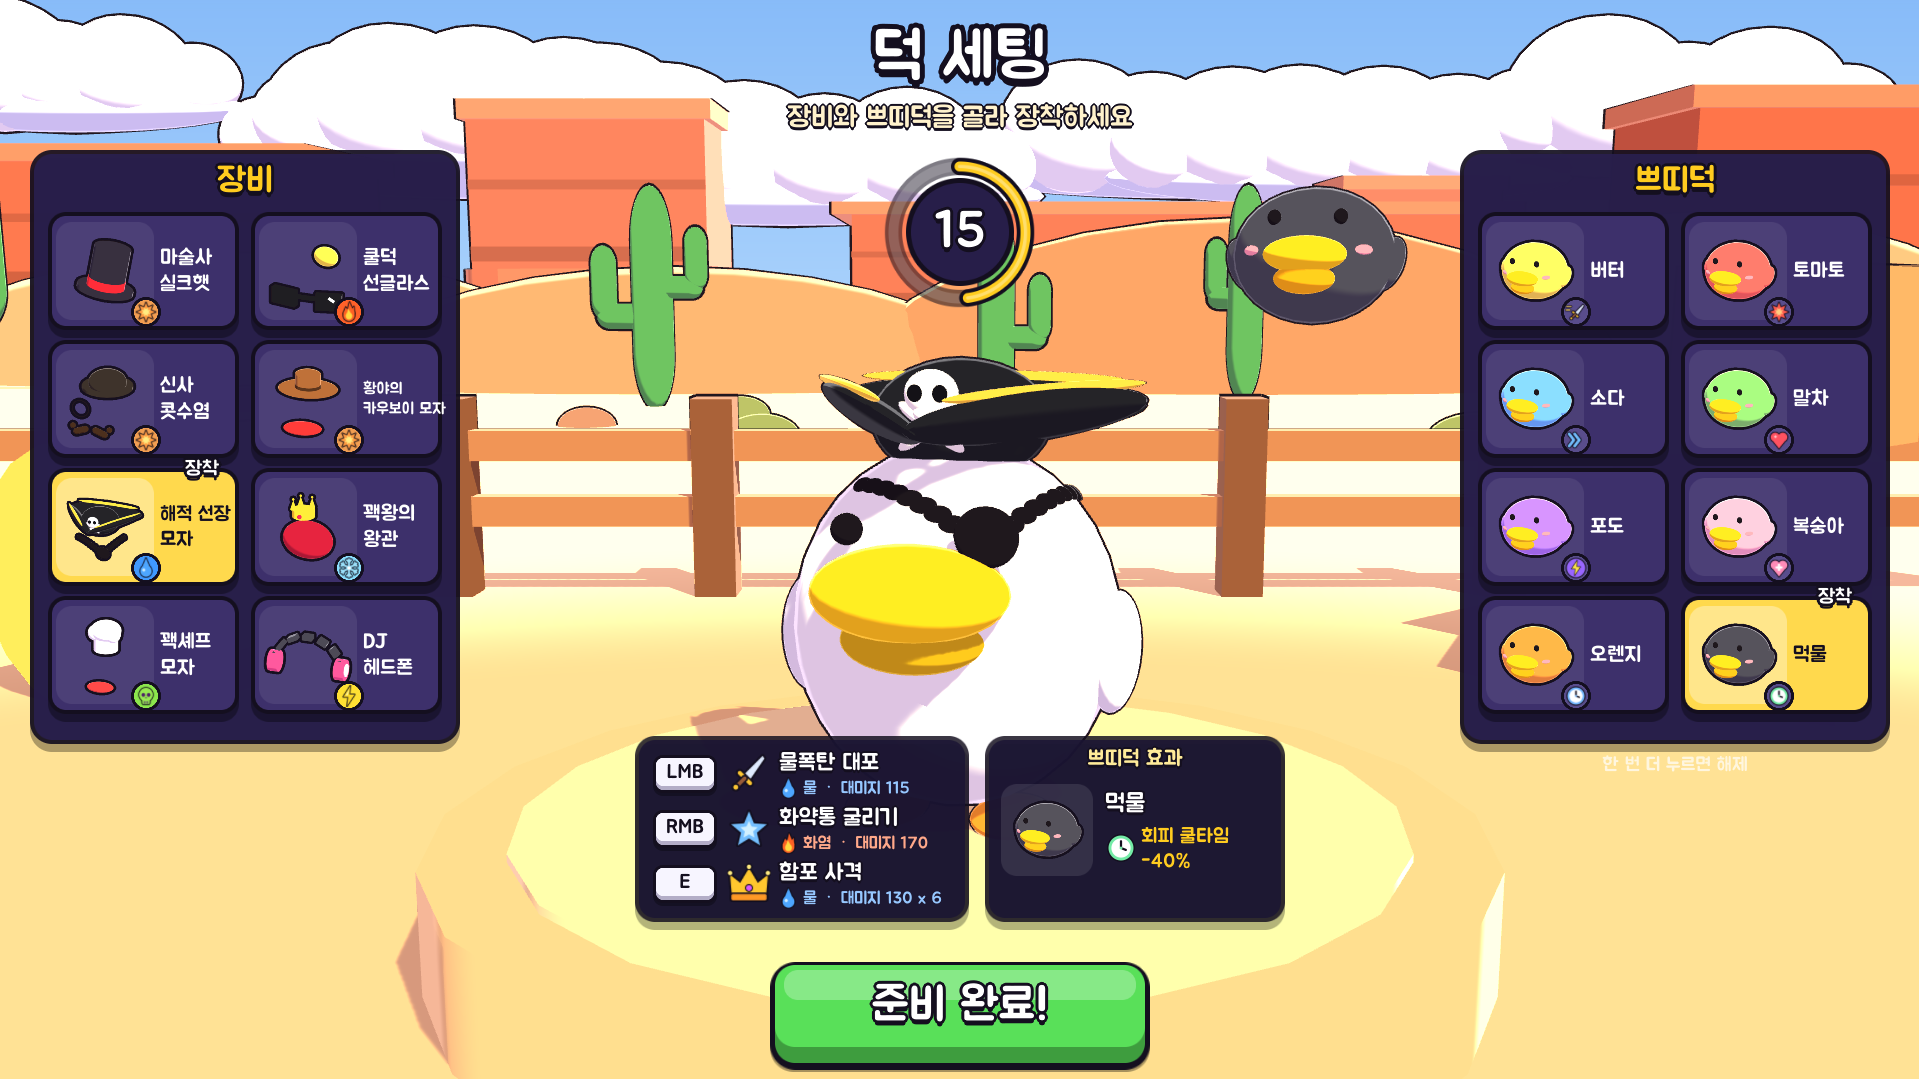 덕 세팅
장비와 쁘띠덕을 골라 장착하세요
15
장비
마술사
실크햇
쿨덕
선글라스
신사
콧수염
황야의
카우보이 모자
장착
해적 선장
모자
꽥왕의
왕관
꽥셰프
모자
DJ
헤드폰
쁘띠덕
버터
토마토
소다
말차
포도
복숭아
오렌지
장착
먹물
한 번 더 누르면 해제
LMB
물폭탄 대포
물 · 대미지 115
RMB
화약통 굴리기
화염 · 대미지 170
E
함포 사격
물 · 대미지 130 x 6
쁘띠덕 효과
먹물
회피 쿨타임
-40%
준비 완료!